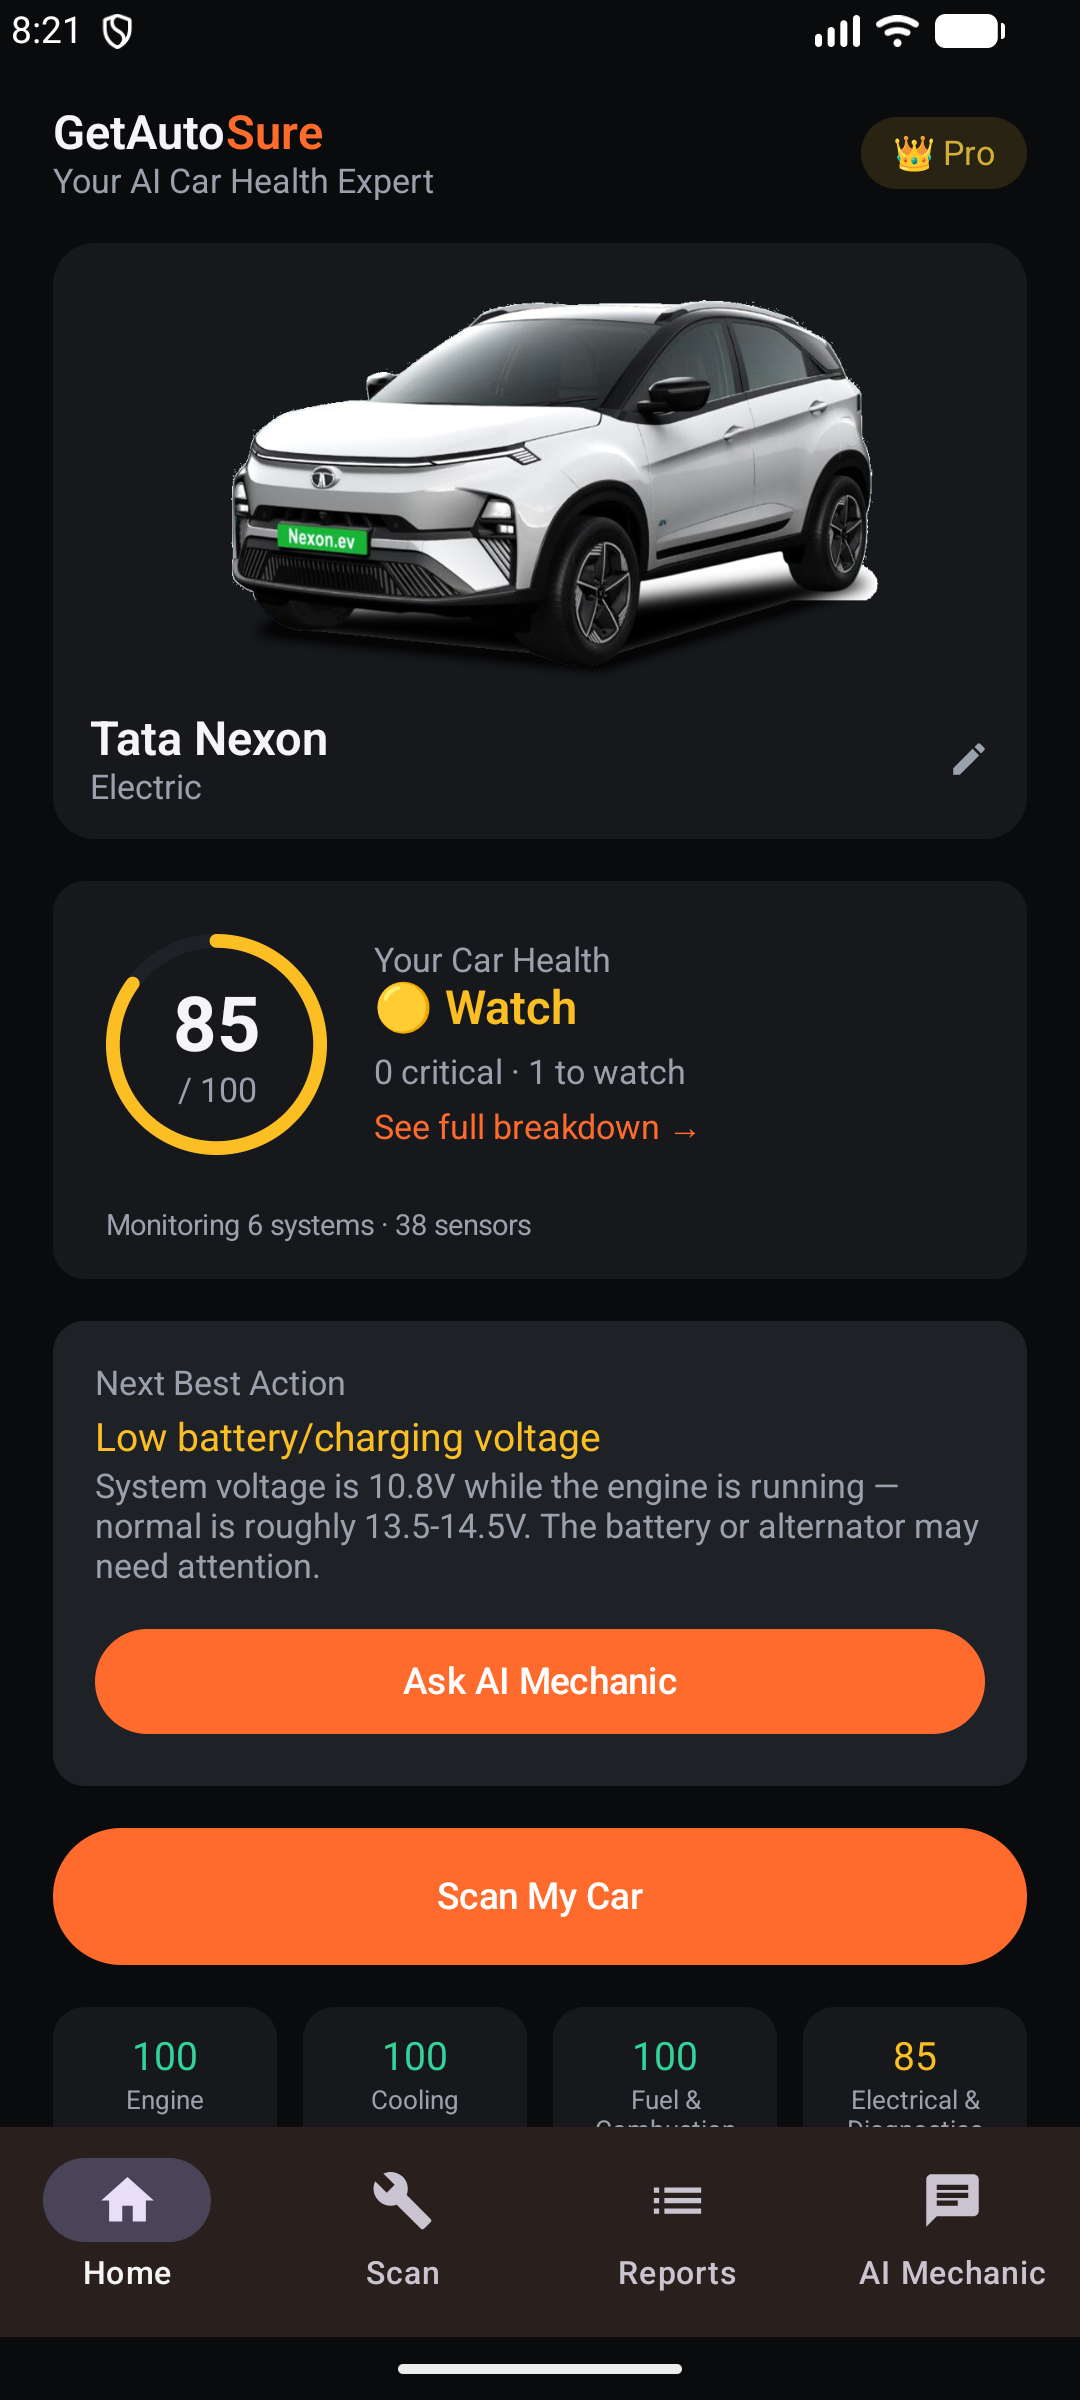 8:21
GetAutoSure
Your AI Car Health Expert
👑 Pro
Nexon.ev
Tata Nexon
Electric
85
/ 100
Your Car Health
🟡 Watch
0 critical · 1 to watch
See full breakdown →
Monitoring 6 systems · 38 sensors
Next Best Action
Low battery/charging voltage
System voltage is 10.8V while the engine is running —
normal is roughly 13.5-14.5V. The battery or alternator may
need attention.
Ask AI Mechanic
Scan My Car
100
Engine
100
Cooling
100
Fuel &
Combustion
85
Electrical &
Diagnostics
Home
Scan
Reports
AI Mechanic